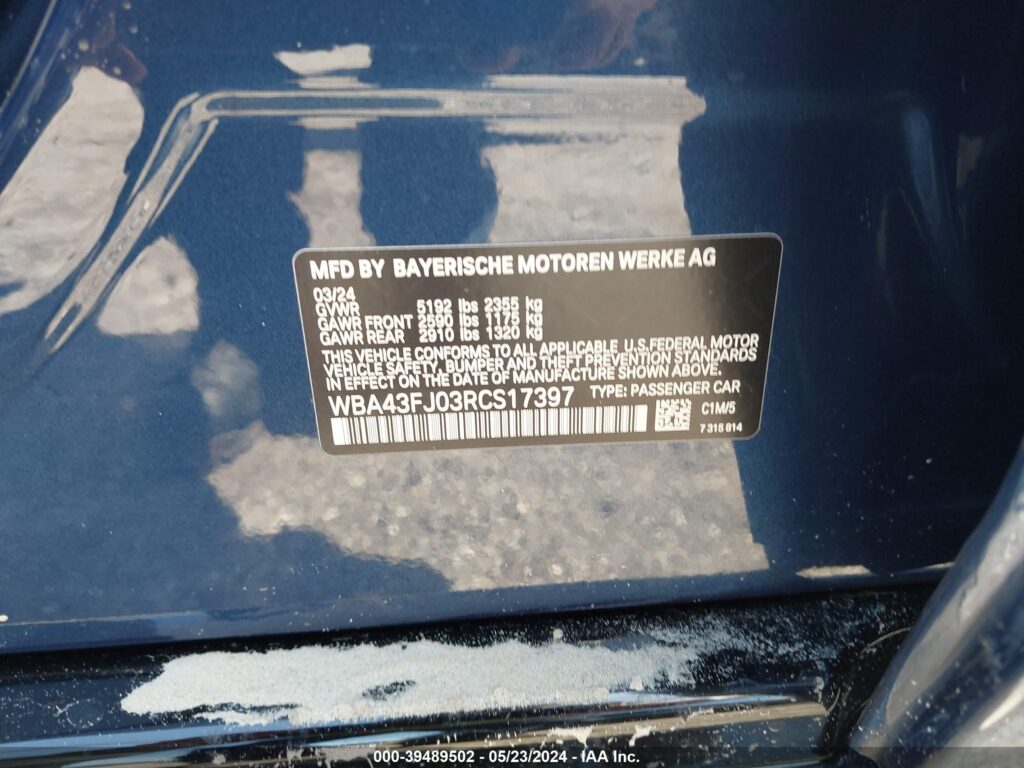 MFD BY BAYERISCHE MOTOREN WERKE AG
03/24
GVWR 5192 lbs 2355 kg
GAWR FRONT 2590 lbs 1175 kg
GAWR REAR 2910 lbs 1320 kg
THIS VEHICLE CONFORMS TO ALL APPLICABLE U.S.FEDERAL MOTOR
VEHICLE SAFETY, BUMPER AND THEFT PREVENTION STANDARDS
IN EFFECT ON THE DATE OF MANUFACTURE SHOWN ABOVE.
WBA43FJ03RCS17397 TYPE: PASSENGER CAR
C1M/5
7 315 814
000-39489502 - 05/23/2024 - IAA Inc.